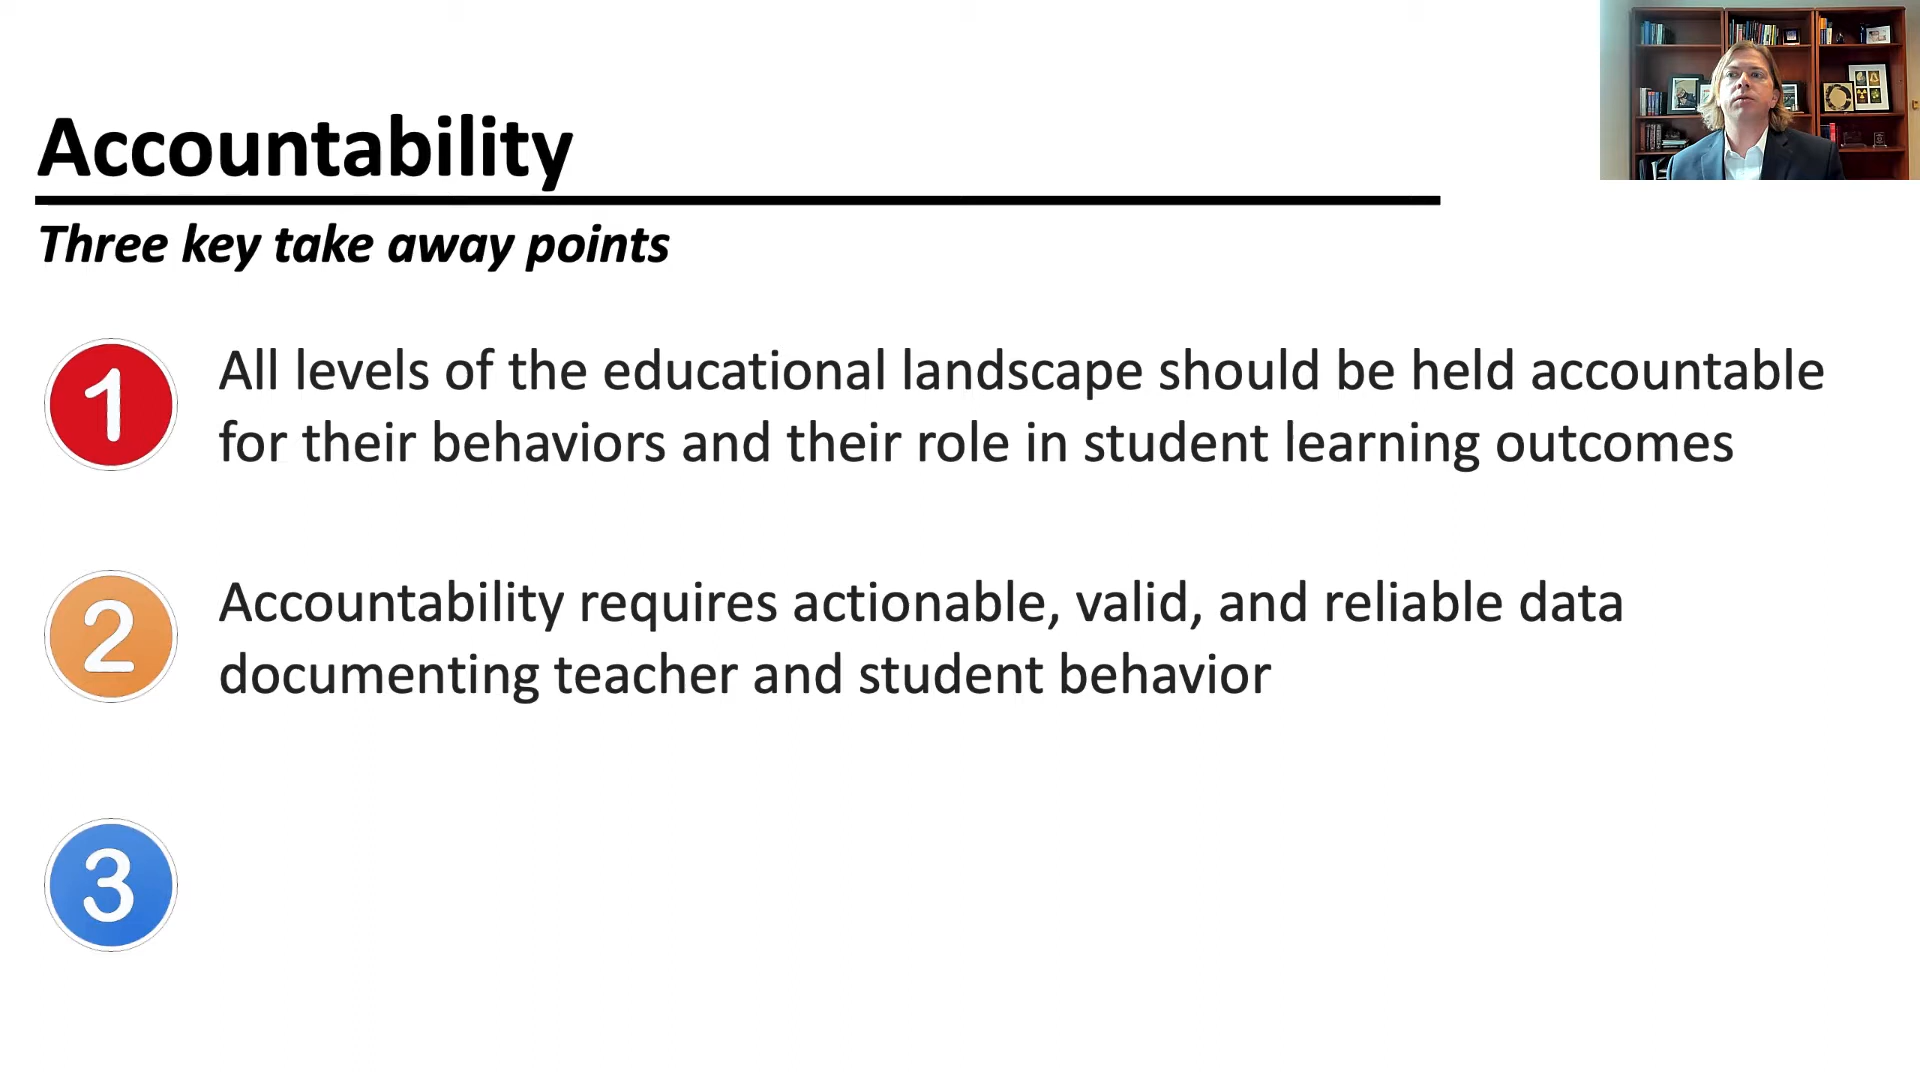 Accountability
Three key take away points
1
All levels of the educational landscape should be held accountable
for their behaviors and their role in student learning outcomes
2
Accountability requires actionable, valid, and reliable data
documenting teacher and student behavior
3